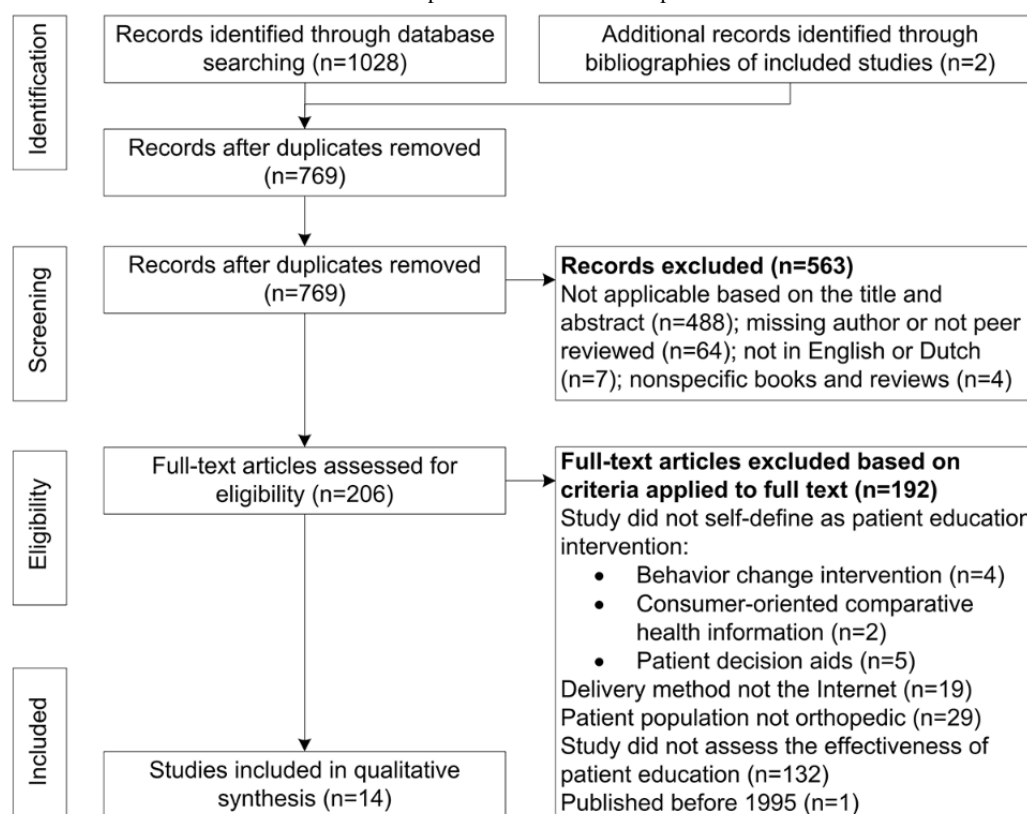 Identification
Records identified through database
searching (n=1028)
Additional records identified through
bibliographies of included studies (n=2)
Records after duplicates removed
(n=769)
Screening
Records after duplicates removed
(n=769)
Records excluded (n=563)
Not applicable based on the title and
abstract (n=488); missing author or not peer
reviewed (n=64); not in English or Dutch
(n=7); nonspecific books and reviews (n=4)
Eligibility
Full-text articles assessed for
eligibility (n=206)
Full-text articles excluded based on
criteria applied to full text (n=192)
Study did not self-define as patient education
intervention:
• Behavior change intervention (n=4)
• Consumer-oriented comparative
health information (n=2)
• Patient decision aids (n=5)
Delivery method not the Internet (n=19)
Patient population not orthopedic (n=29)
Study did not assess the effectiveness of
patient education (n=132)
Published before 1995 (n=1)
Included
Studies included in qualitative
synthesis (n=14)